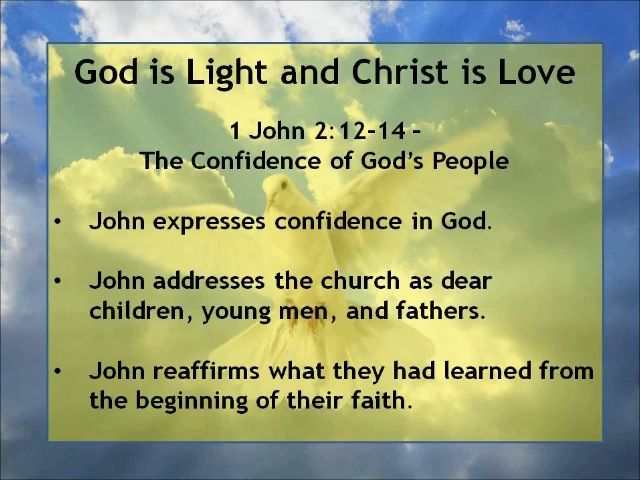 God is Light and Christ is Love
1 John 2:12-14 –
The Confidence of God's People
• John expresses confidence in God.
• John addresses the church as dear
children, young men, and fathers.
• John reaffirms what they had learned from
the beginning of their faith.